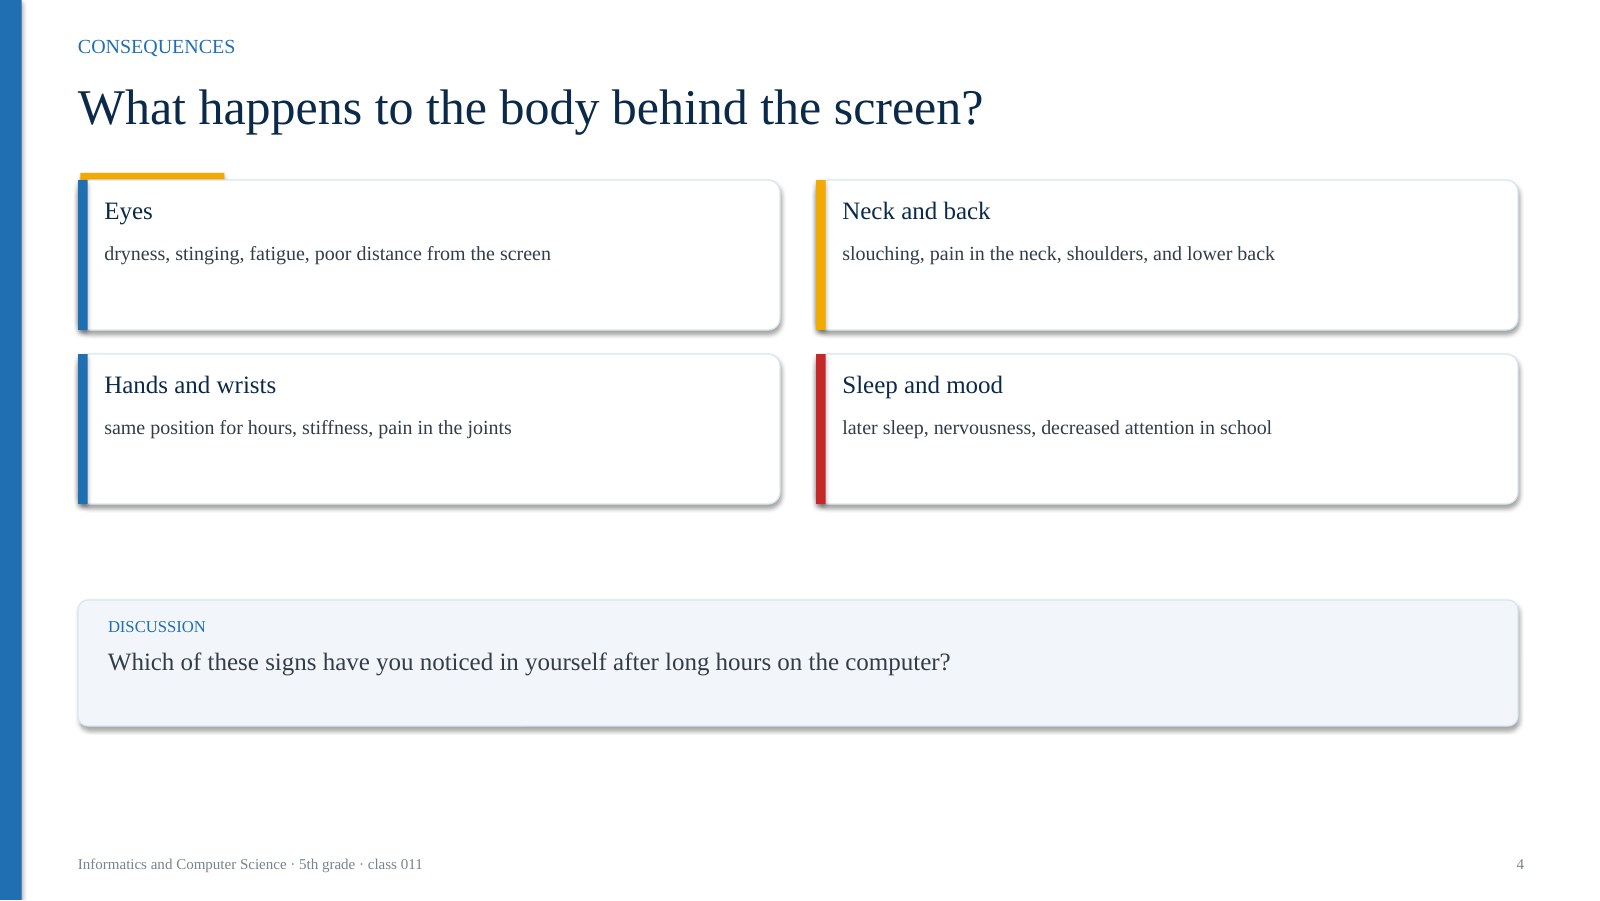 CONSEQUENCES
What happens to the body behind the screen?
Eyes
dryness, stinging, fatigue, poor distance from the screen
Neck and back
slouching, pain in the neck, shoulders, and lower back
Hands and wrists
same position for hours, stiffness, pain in the joints
Sleep and mood
later sleep, nervousness, decreased attention in school
DISCUSSION
Which of these signs have you noticed in yourself after long hours on the computer?
Informatics and Computer Science · 5th grade · class 011
4